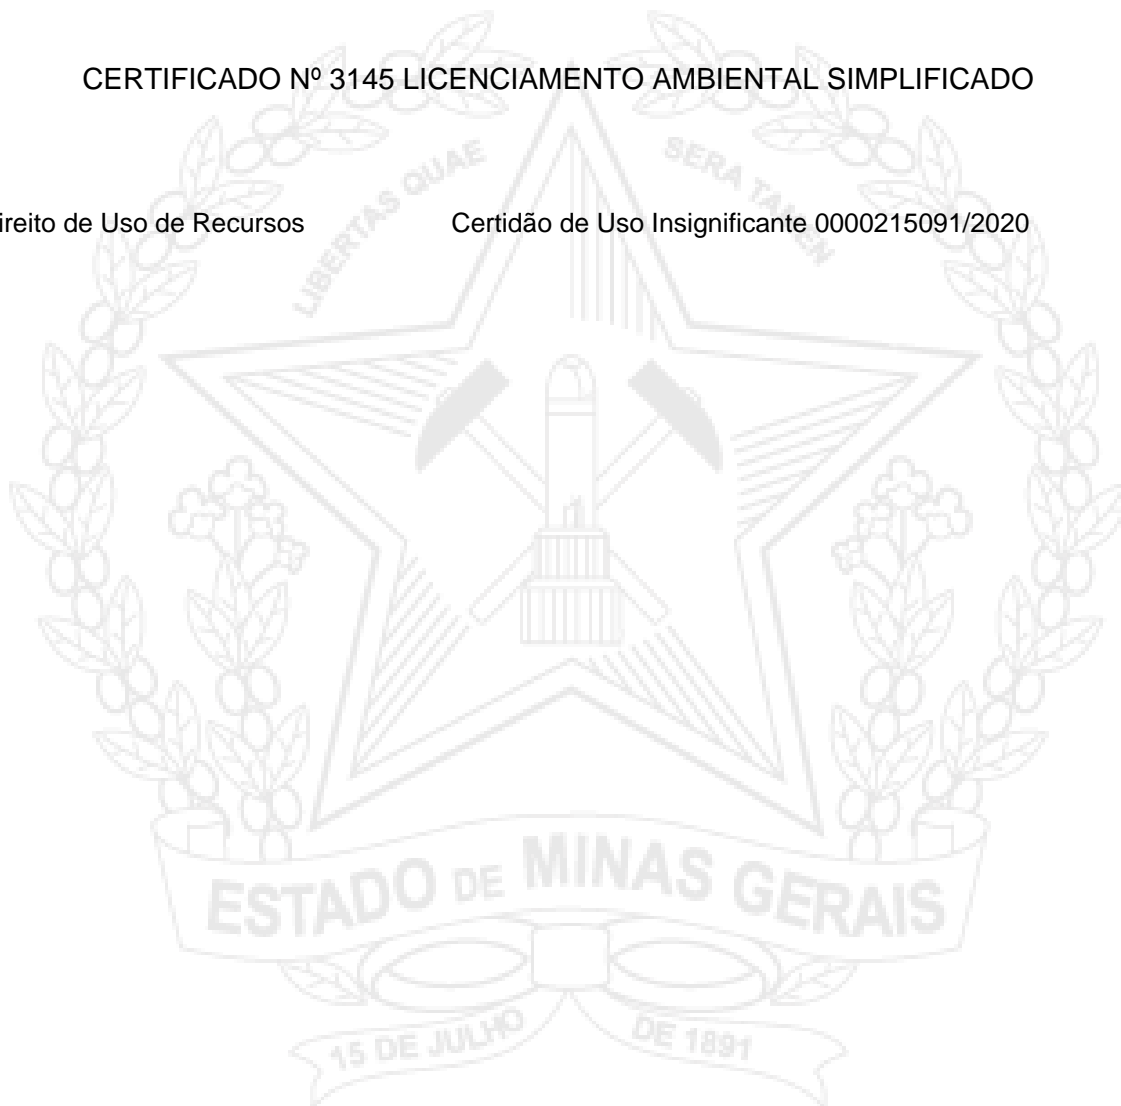 CERTIFICADO Nº 3145 LICENCIAMENTO AMBIENTAL SIMPLIFICADO
LIBERTAS QUAE SERA TAMEN
ireito de Uso de Recursos Certidão de Uso Insignificante 0000215091/2020
ESTADO DE MINAS GERAIS
15 DE JULHO DE 1891